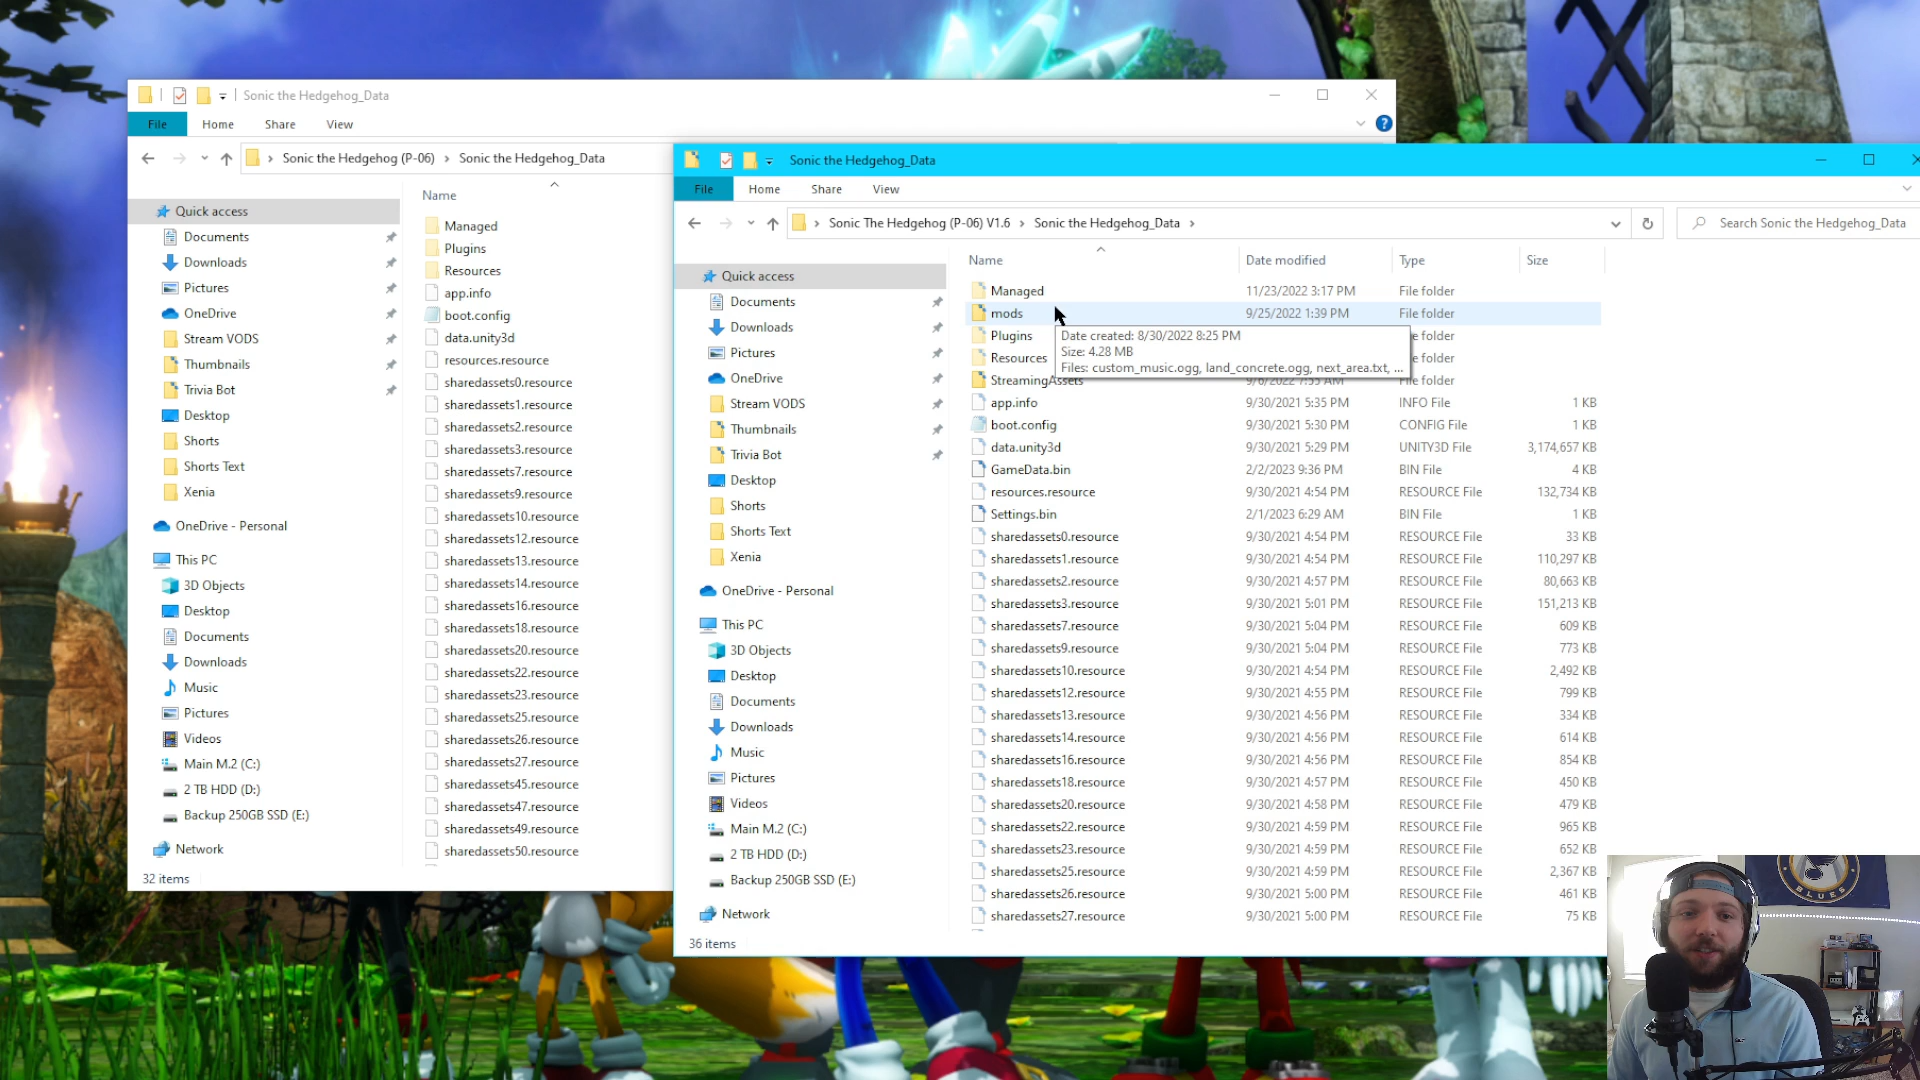 Sonic the Hedgehog_Data
File Home Share View
Sonic the Hedgehog (P-06) › Sonic the Hedgehog_Data
Quick access
Documents
Downloads
Pictures
OneDrive
Stream VODS
Thumbnails
Trivia Bot
Desktop
Shorts
Shorts Text
Xenia
OneDrive - Personal
This PC
3D Objects
Desktop
Documents
Downloads
Music
Pictures
Videos
Main M.2 (C:)
2 TB HDD (D:)
Backup 250GB SSD (E:)
Network
32 items
Name
Managed
Plugins
Resources
app.info
boot.config
data.unity3d
resources.resource
sharedassets0.resource
sharedassets1.resource
sharedassets2.resource
sharedassets3.resource
sharedassets7.resource
sharedassets9.resource
sharedassets10.resource
sharedassets12.resource
sharedassets13.resource
sharedassets14.resource
sharedassets16.resource
sharedassets18.resource
sharedassets20.resource
sharedassets22.resource
sharedassets23.resource
sharedassets25.resource
sharedassets26.resource
sharedassets27.resource
sharedassets45.resource
sharedassets47.resource
sharedassets49.resource
sharedassets50.resource
Sonic the Hedgehog_Data
File Home Share View
Sonic The Hedgehog (P-06) V1.6 › Sonic the Hedgehog_Data ›
Search Sonic the Hedgehog_Data
Quick access
Documents
Downloads
Pictures
OneDrive
Stream VODS
Thumbnails
Trivia Bot
Desktop
Shorts
Shorts Text
Xenia
OneDrive - Personal
This PC
3D Objects
Desktop
Documents
Downloads
Music
Pictures
Videos
Main M.2 (C:)
2 TB HDD (D:)
Backup 250GB SSD (E:)
Network
36 items
Name Date modified Type Size
Managed 11/23/2022 3:17 PM File folder
mods 9/25/2022 1:39 PM File folder
Plugins
Resources folder
StreamingAssets folder
Date created: 8/30/2022 8:25 PM
Size: 4.28 MB
Files: custom_music.ogg, land_concrete.ogg, next_area.txt, ...
app.info 9/30/2021 5:35 PM INFO File 1 KB
boot.config 9/30/2021 5:30 PM CONFIG File 1 KB
data.unity3d 9/30/2021 5:29 PM UNITY3D File 3,174,657 KB
GameData.bin 2/2/2023 9:36 PM BIN File 4 KB
resources.resource 9/30/2021 4:54 PM RESOURCE File 132,734 KB
Settings.bin 2/1/2023 6:29 AM BIN File 1 KB
sharedassets0.resource 9/30/2021 4:54 PM RESOURCE File 33 KB
sharedassets1.resource 9/30/2021 4:54 PM RESOURCE File 110,297 KB
sharedassets2.resource 9/30/2021 4:57 PM RESOURCE File 80,663 KB
sharedassets3.resource 9/30/2021 5:01 PM RESOURCE File 151,213 KB
sharedassets7.resource 9/30/2021 5:04 PM RESOURCE File 609 KB
sharedassets9.resource 9/30/2021 5:04 PM RESOURCE File 773 KB
sharedassets10.resource 9/30/2021 4:54 PM RESOURCE File 2,492 KB
sharedassets12.resource 9/30/2021 4:55 PM RESOURCE File 799 KB
sharedassets13.resource 9/30/2021 4:56 PM RESOURCE File 334 KB
sharedassets14.resource 9/30/2021 4:56 PM RESOURCE File 614 KB
sharedassets16.resource 9/30/2021 4:56 PM RESOURCE File 854 KB
sharedassets18.resource 9/30/2021 4:57 PM RESOURCE File 450 KB
sharedassets20.resource 9/30/2021 4:58 PM RESOURCE File 479 KB
sharedassets22.resource 9/30/2021 4:59 PM RESOURCE File 965 KB
sharedassets23.resource 9/30/2021 4:59 PM RESOURCE File 652 KB
sharedassets25.resource 9/30/2021 4:59 PM RESOURCE File 2,367 KB
sharedassets26.resource 9/30/2021 5:00 PM RESOURCE File 461 KB
sharedassets27.resource 9/30/2021 5:00 PM RESOURCE File 75 KB
BLUES